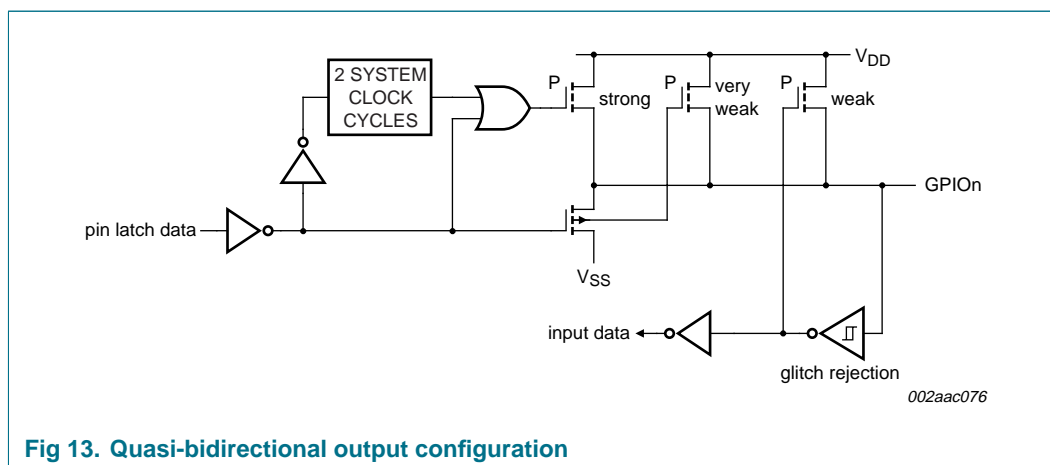 2 SYSTEM
CLOCK
CYCLES
P
strong
P
very
weak
P
weak
VDD
GPIOn
pin latch data
VSS
input data
glitch rejection
002aac076
Fig 13. Quasi-bidirectional output configuration